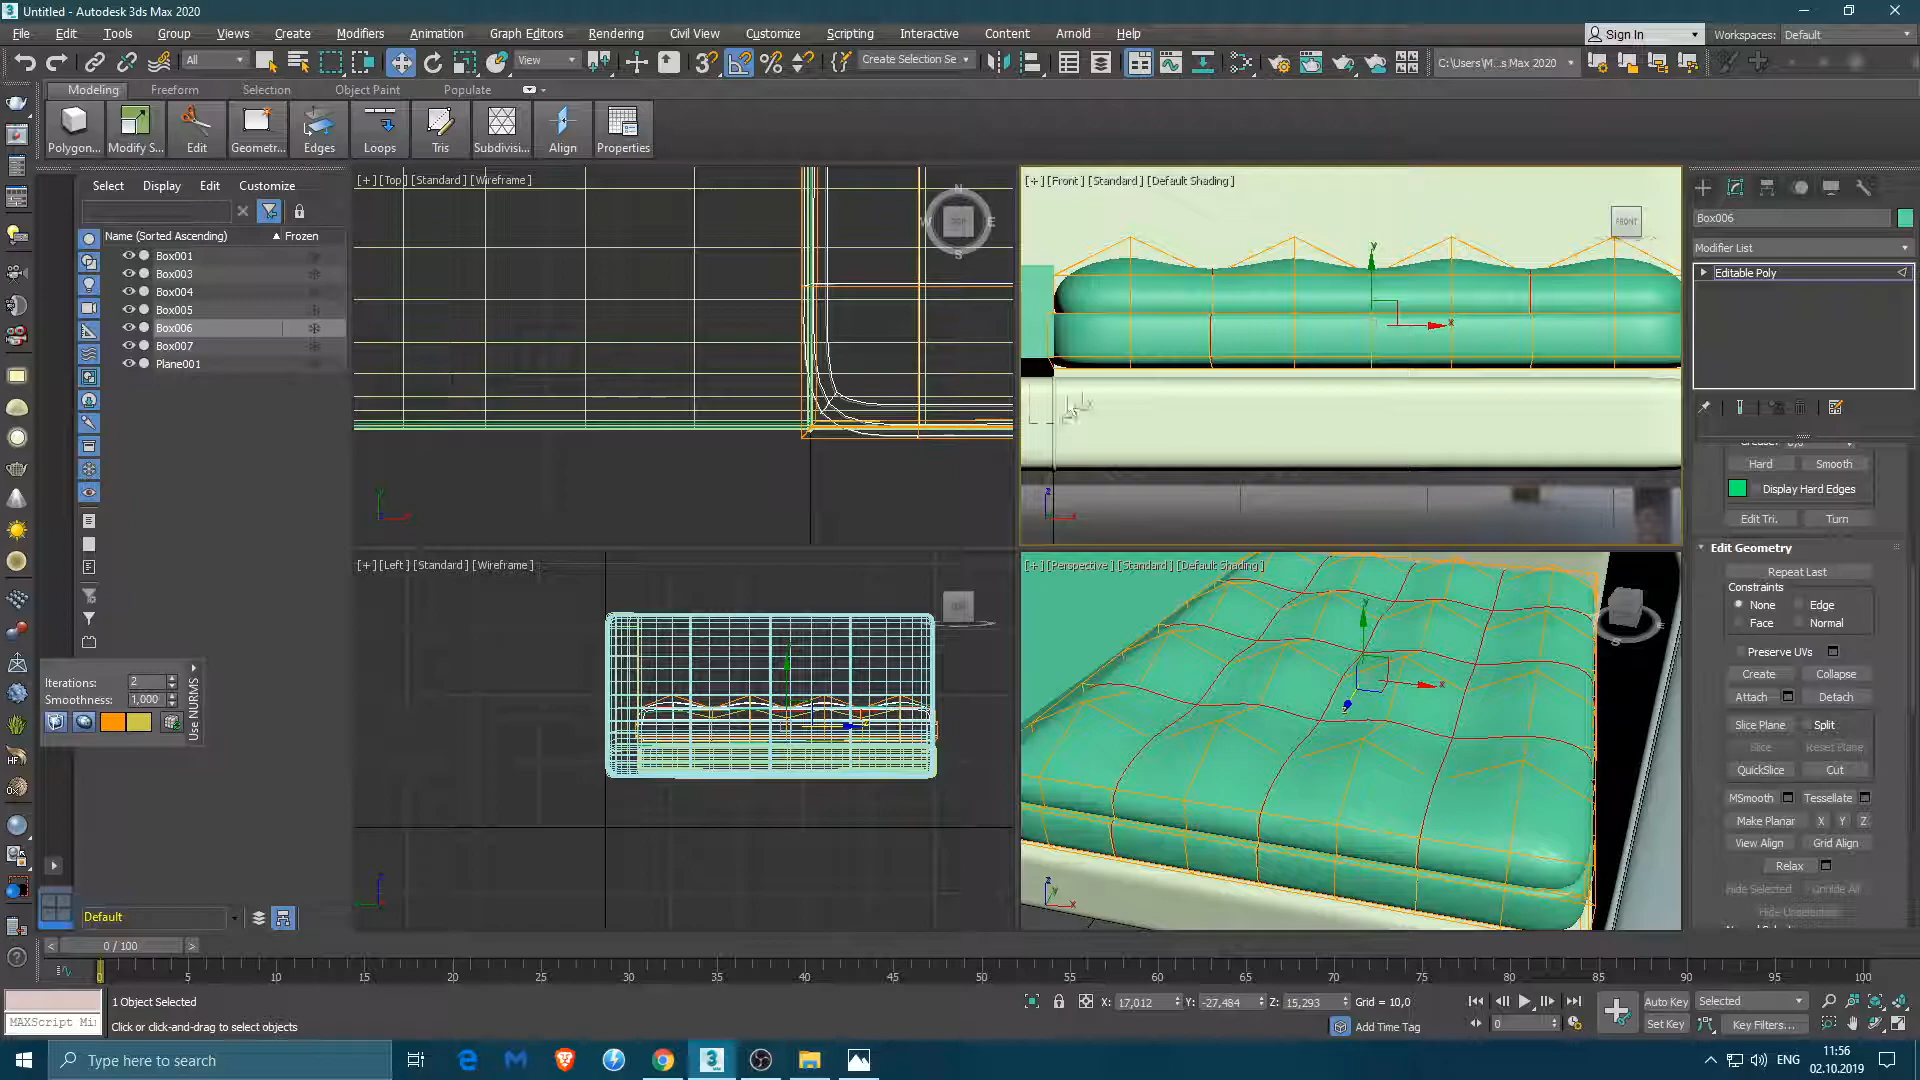 Untitled - Autodesk 3ds Max 2020
File Edit Tools Group Views Create Modifiers Animation Graph Editors Rendering Civil View Customize Scripting Interactive Content Arnold Help
Sign In
Workspaces: Default
All
View
Create Selection Se
C:\Users\M...s Max 2020
Modeling Freeform Selection Object Paint Populate
Polygon... Modify S... Edit Geometr... Edges Loops Tris Subdivisi... Align Properties
Select Display Edit Customize
Name (Sorted Ascending) Frozen
Box001
Box003
Box004
Box005
Box006
Box007
Plane001
Iterations: 2
Smoothness: 1,000
Use NURMS
Default
[+] [Top] [Standard] [Wireframe]
N
W
E
S
[+] [Front] [Standard] [Default Shading]
FRONT
y
x
z
[+] [Left] [Standard] [Wireframe]
[+] [Perspective] [Standard] [Default Shading]
Box006
Modifier List
Editable Poly
Hard Smooth
Display Hard Edges
Edit Tri. Turn
Edit Geometry
Repeat Last
Constraints
None Edge
Face Normal
Preserve UVs
Create Collapse
Attach Detach
Slice Plane Split
Slice Reset Plane
QuickSlice Cut
MSmooth Tessellate
Make Planar X Y Z
View Align Grid Align
Relax
Hide Selected Unhide All
Hide Unselected
< 0 / 100 >
0 5 10 15 20 25 30 35 40 45 50 55 60 65 70 75 80 85 90 95 100
1 Object Selected
MAXScript Mi
Click or click-and-drag to select objects
X: 17,012 Y: -27,484 Z: 15,293 Grid = 10,0
Add Time Tag
0
Auto Key Selected
Set Key Key Filters...
Type here to search
ENG
11:56
02.10.2019